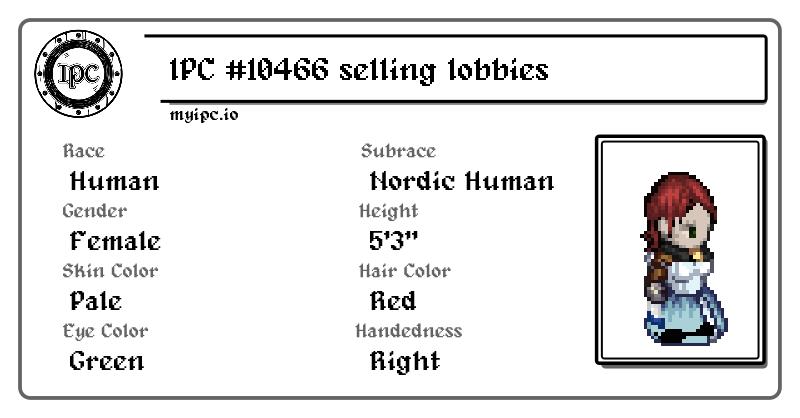 IPC
IPC #10466 selling lobbies
myipc.io
Race
Human
Subrace
Nordic Human
Gender
Female
Height
5'3"
Skin Color
Pale
Hair Color
Red
Eye Color
Green
Handedness
Right